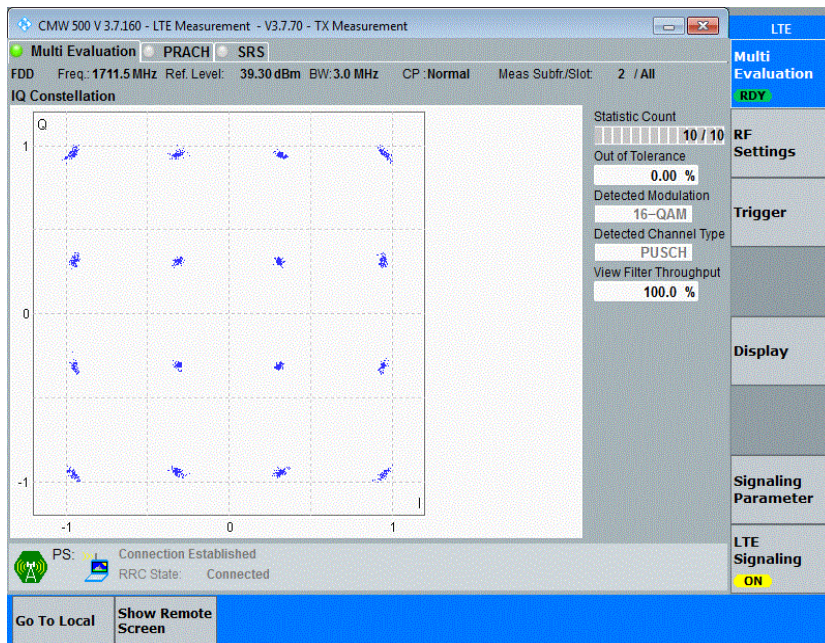 CMW 500 V 3.7.160 - LTE Measurement  - V3.7.70 - TX Measurement
LTE
Multi Evaluation PRACH SRS
Multi
Evaluation
RDY
FDD Freq.: 1711.5 MHz Ref. Level: 39.30 dBm BW: 3.0 MHz CP : Normal Meas Subfr./Slot: 2 / All
IQ Constellation
Statistic Count
10 / 10
Out of Tolerance
0.00 %
Detected Modulation
16-QAM
Detected Channel Type
PUSCH
View Filter Throughput
100.0 %
Q
1
0
-1
I
-1 0 1
RF
Settings
Trigger
Display
Signaling
Parameter
LTE
Signaling
ON
PS: Connection Established
RRC State: Connected
Go To Local
Show Remote
Screen